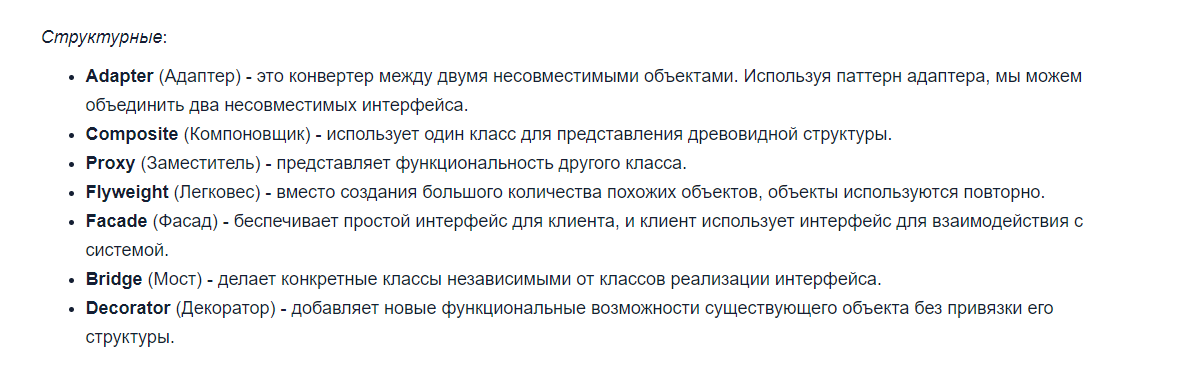 Структурные:
• Adapter (Адаптер) - это конвертер между двумя несовместимыми объектами. Используя паттерн адаптера, мы можем
объединить два несовместимых интерфейса.
• Composite (Компоновщик) - использует один класс для представления древовидной структуры.
• Proxy (Заместитель) - представляет функциональность другого класса.
• Flyweight (Легковес) - вместо создания большого количества похожих объектов, объекты используются повторно.
• Facade (Фасад) - беспечивает простой интерфейс для клиента, и клиент использует интерфейс для взаимодействия с
системой.
• Bridge (Мост) - делает конкретные классы независимыми от классов реализации интерфейса.
• Decorator (Декоратор) - добавляет новые функциональные возможности существующего объекта без привязки его
структуры.